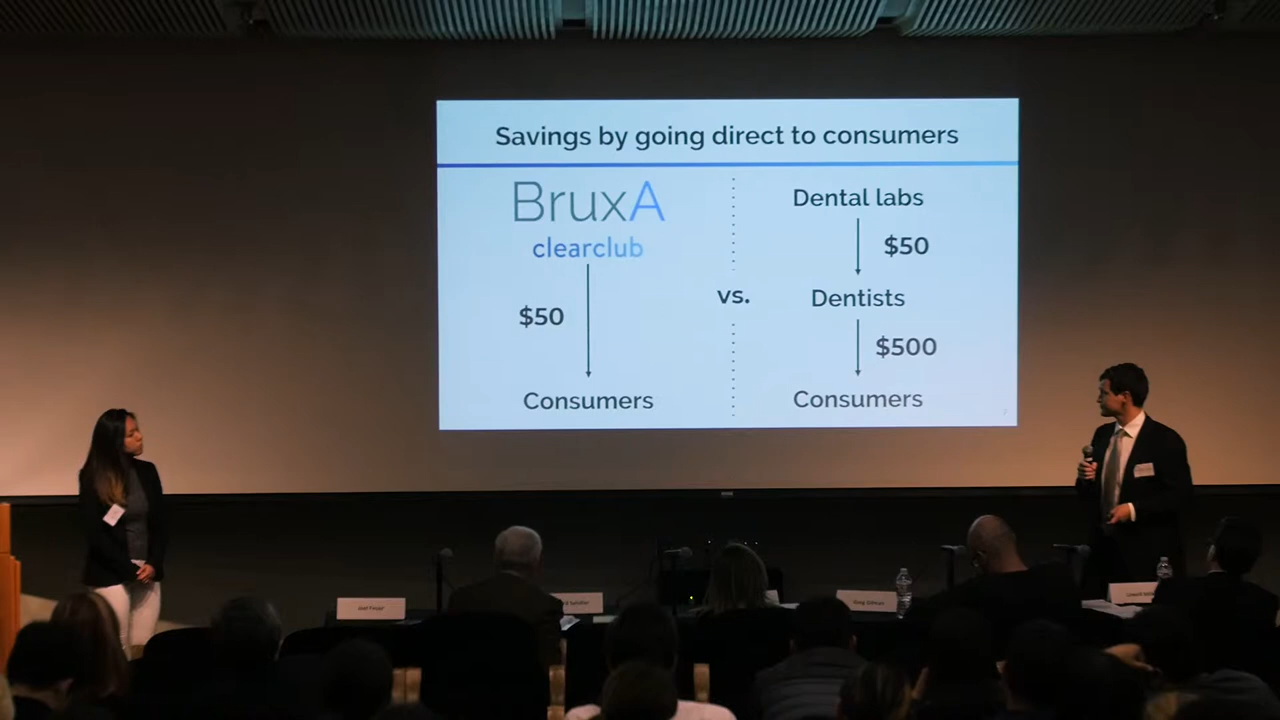 Savings by going direct to consumers
BruxA
clearclub
$50
Consumers
vs.
Dental labs
$50
Dentists
$500
Consumers